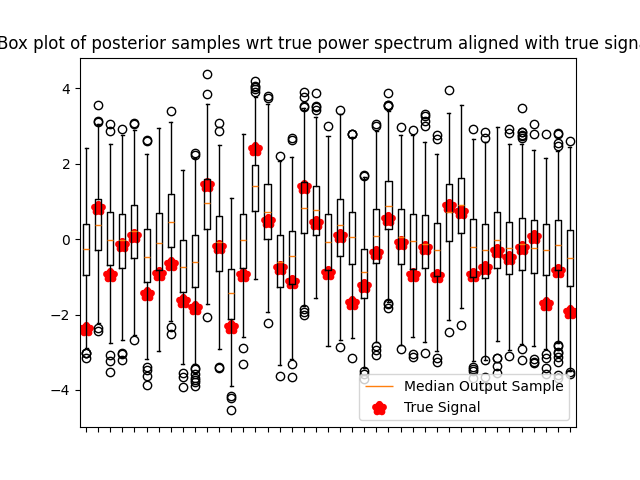 Box plot of posterior samples wrt true power spectrum aligned with true sign
4
2
0
−2
−4
Median Output Sample
True Signal